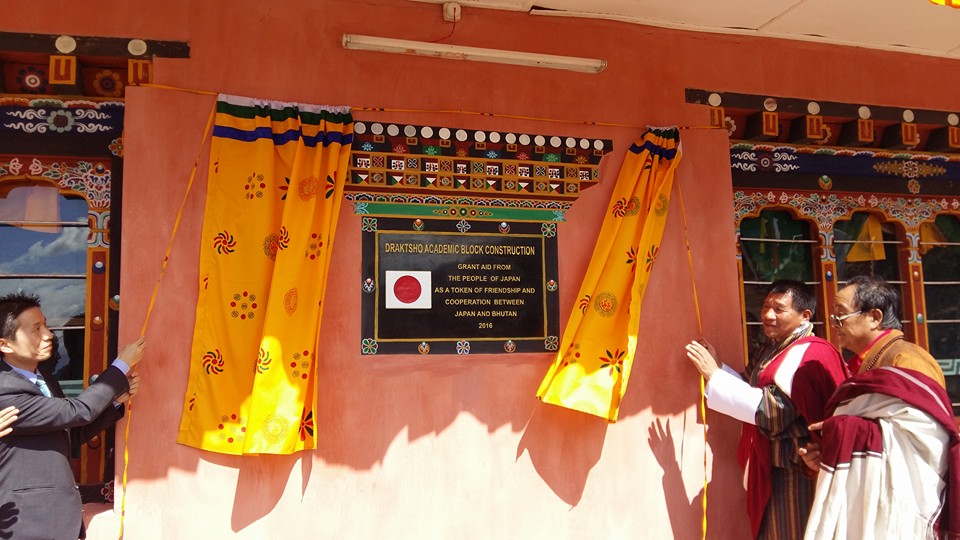 DRAKTSHO ACADEMIC BLOCK CONSTRUCTION
GRANT AID FROM
THE PEOPLE OF JAPAN
AS A TOKEN OF FRIENDSHIP AND
COOPERATION BETWEEN
JAPAN AND BHUTAN
2016